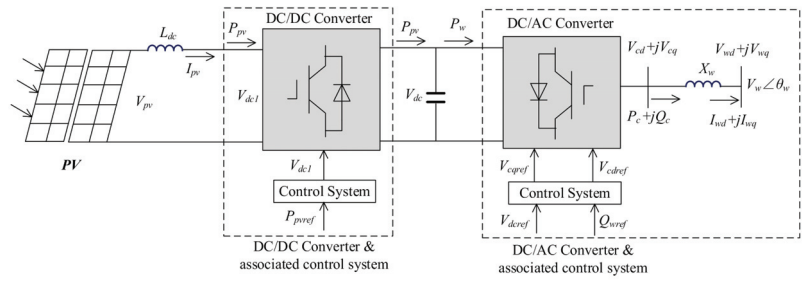 DC/DC Converter
DC/AC Converter
L_dc
P_pv
P_pv
P_w
I_pv
V_pv
V_dc1
V_dc
V_cd+jV_cq
V_wd+jV_wq
X_w
V_w∠θ_w
P_c+jQ_c
I_wd+jI_wq
PV
V_dc1
V_cqref
V_cdref
Control System
Control System
P_pvref
V_dcref
Q_wref
DC/DC Converter &
associated control system
DC/AC Converter &
associated control system